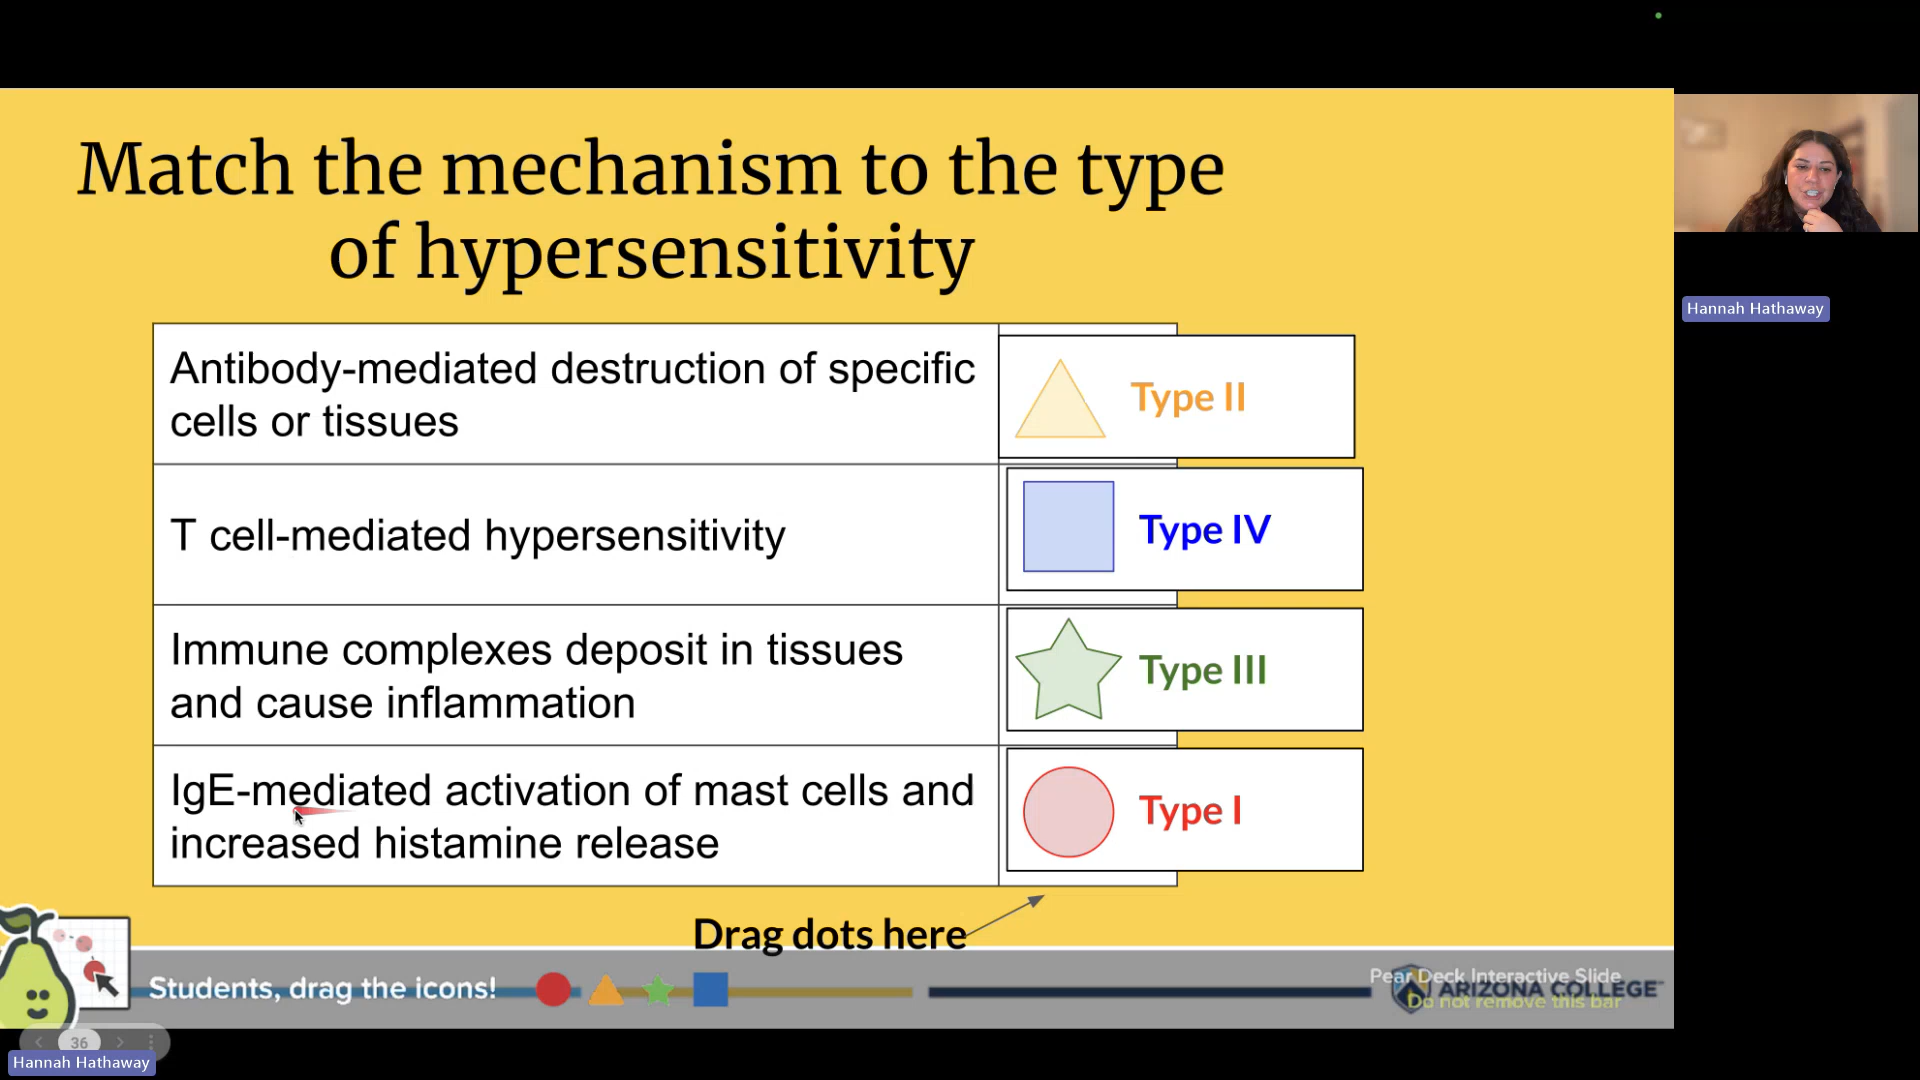 Match the mechanism to the type
of hypersensitivity
Antibody-mediated destruction of specific
cells or tissues
Type II
T cell-mediated hypersensitivity
Type IV
Immune complexes deposit in tissues
and cause inflammation
Type III
IgE-mediated activation of mast cells and
increased histamine release
Type I
Drag dots here
Students, drag the icons!
Pear Deck Interactive Slide
ARIZONA COLLEGE
Do not remove this bar
36
Hannah Hathaway
Hannah Hathaway